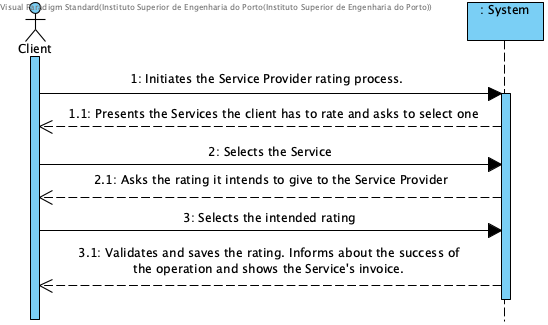 Visual Paradigm Standard(Instituto Superior de Engenharia do Porto(Instituto Superior de Engenharia do Porto))
: System
Client
1: Initiates the Service Provider rating process.
1.1: Presents the Services the client has to rate and asks to select one
2: Selects the Service
2.1: Asks the rating it intends to give to the Service Provider
3: Selects the intended rating
3.1: Validates and saves the rating. Informs about the success of
the operation and shows the Service's invoice.